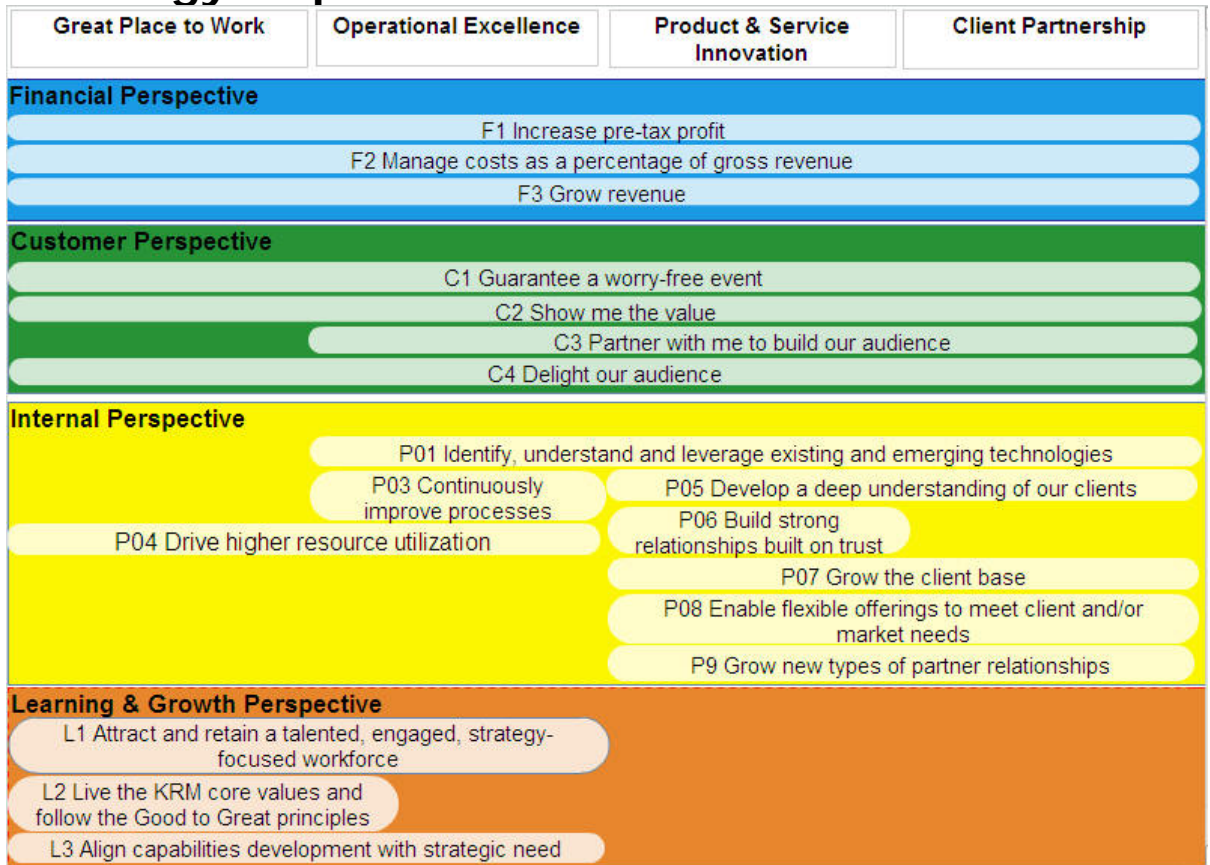 Great Place to Work
Operational Excellence
Product & Service
Innovation
Client Partnership
Financial Perspective
F1 Increase pre-tax profit
F2 Manage costs as a percentage of gross revenue
F3 Grow revenue
Customer Perspective
C1 Guarantee a worry-free event
C2 Show me the value
C3 Partner with me to build our audience
C4 Delight our audience
Internal Perspective
P01 Identify, understand and leverage existing and emerging technologies
P03 Continuously
improve processes
P05 Develop a deep understanding of our clients
P06 Build strong
relationships built on trust
P04 Drive higher resource utilization
P07 Grow the client base
P08 Enable flexible offerings to meet client and/or
market needs
P9 Grow new types of partner relationships
Learning & Growth Perspective
L1 Attract and retain a talented, engaged, strategy-
focused workforce
L2 Live the KRM core values and
follow the Good to Great principles
L3 Align capabilities development with strategic need